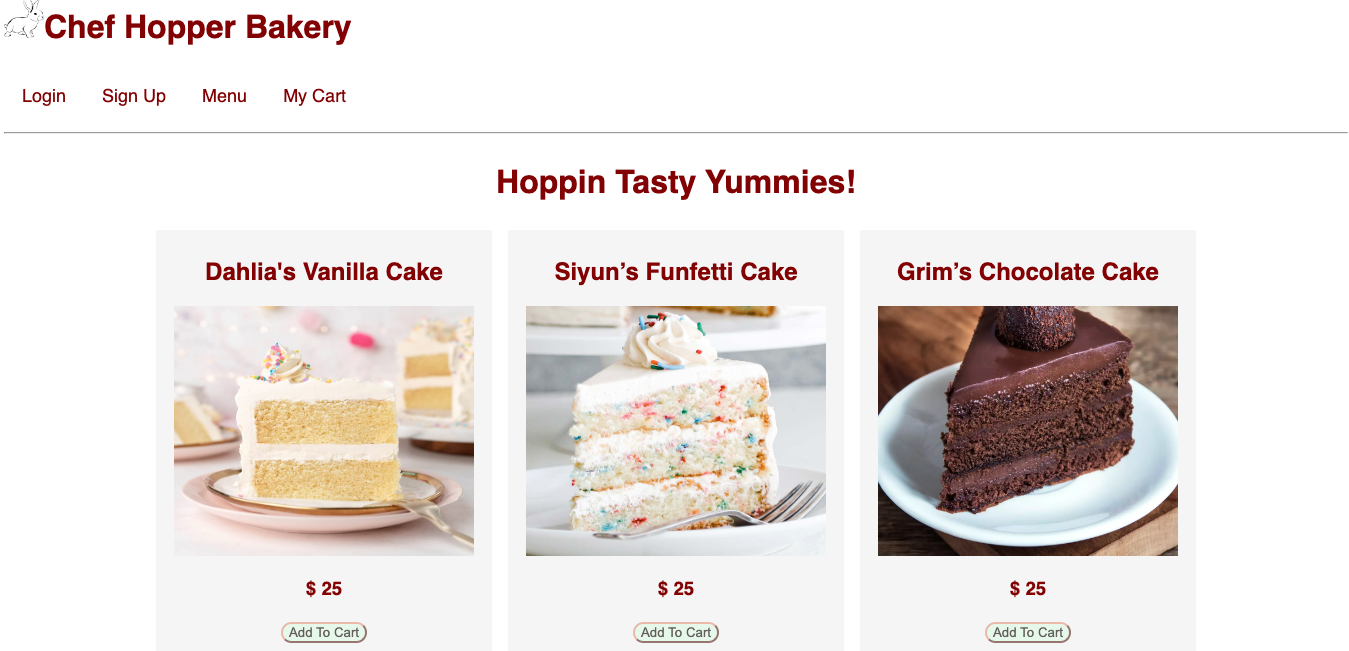 Chef Hopper Bakery
Login Sign Up Menu My Cart
Hoppin Tasty Yummies!
Dahlia's Vanilla Cake
Siyun’s Funfetti Cake
Grim’s Chocolate Cake
$ 25
$ 25
$ 25
Add To Cart
Add To Cart
Add To Cart